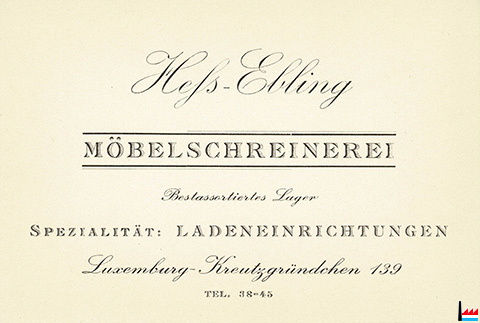 Heſs-Ebling
MÖBELSCHREINEREI
Bestassortiertes Lager
SPEZIALITÄT: LADENEINRICHTUNGEN
Luxemburg-Kreutzgründchen 139
TEL. 38-45